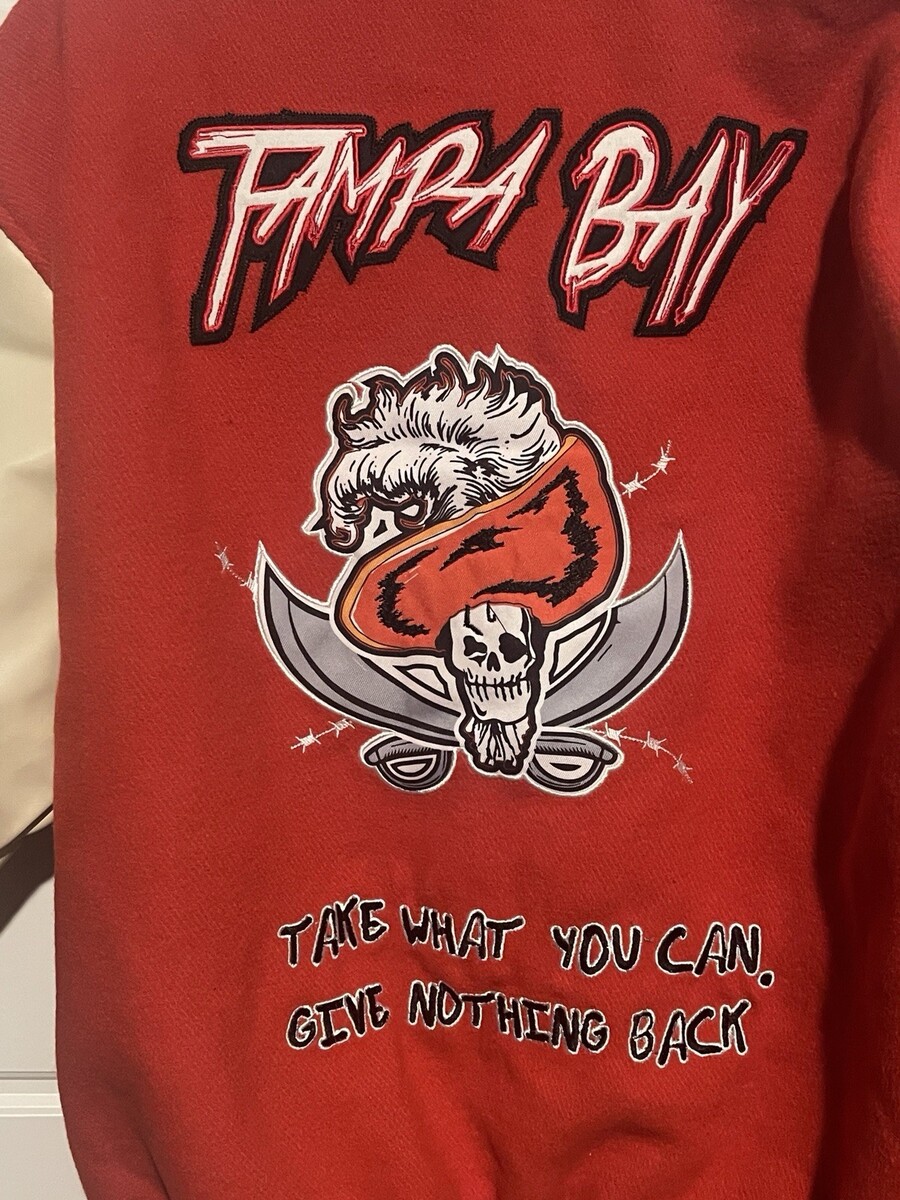 TAMPA BAY
TAKE WHAT YOU CAN.
GIVE NOTHING BACK